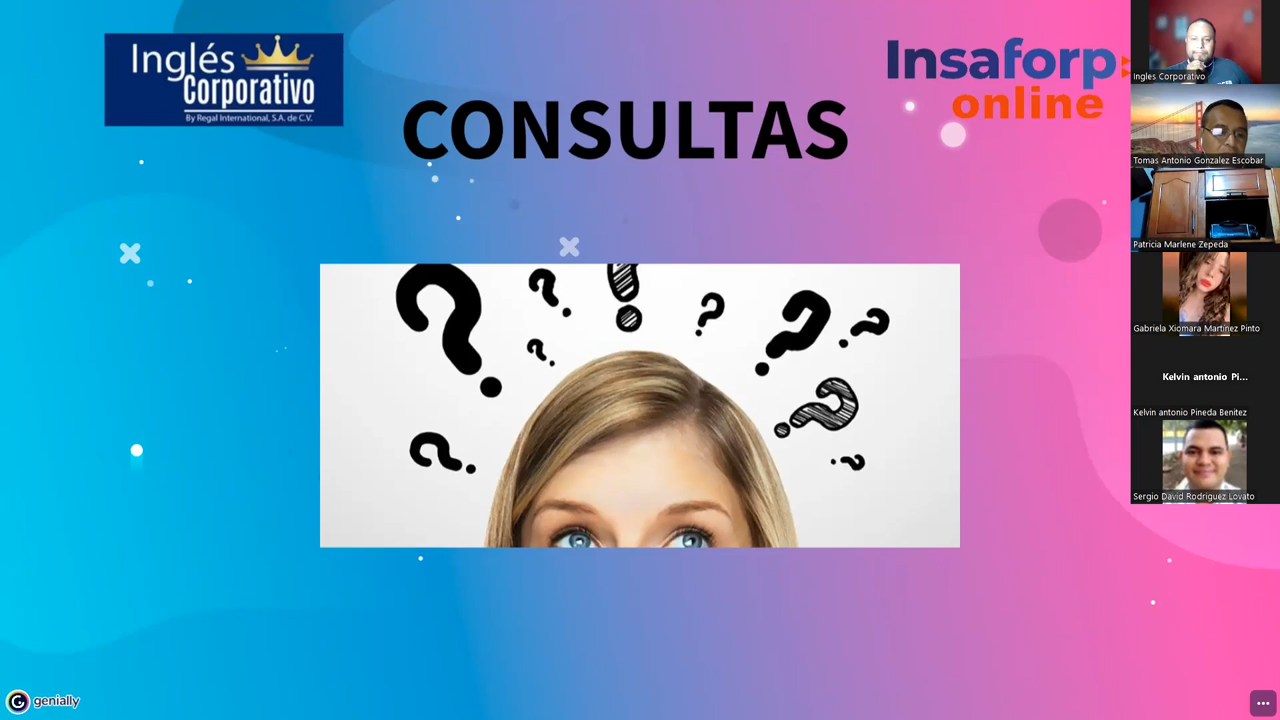 Inglés
Corporativo
By Regal International, S.A. de C.V.
Insaforp
online
CONSULTAS
Ingles Corporativo
Tomas Antonio Gonzalez Escobar
Patricia Marlene Zepeda
Gabriela Xiomara Martínez Pinto
Kelvin antonio Pi...
Kelvin antonio Pineda Benitez
Sergio David Rodriguez Lovato
genially